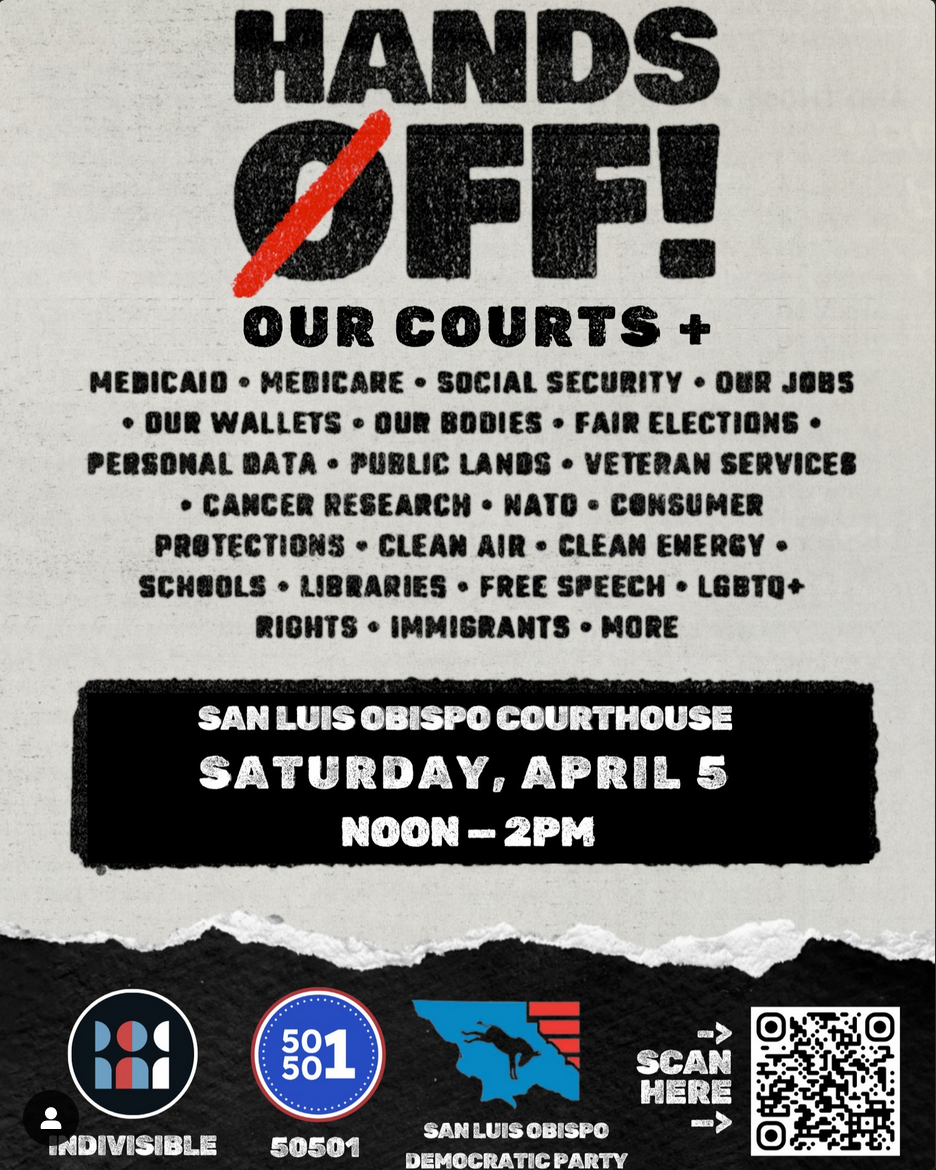 HANDS
OFF!
OUR COURTS +
MEDICAID • MEDICARE • SOCIAL SECURITY • OUR JOBS
• OUR WALLETS • OUR BODIES • FAIR ELECTIONS •
PERSONAL DATA • PUBLIC LANDS • VETERAN SERVICES
• CANCER RESEARCH • NATO • CONSUMER
PROTECTIONS • CLEAN AIR • CLEAN ENERGY •
SCHOOLS • LIBRARIES • FREE SPEECH • LGBTQ+
RIGHTS • IMMIGRANTS • MORE
SAN LUIS OBISPO COURTHOUSE
SATURDAY, APRIL 5
NOON – 2PM
50
501
INDIVISIBLE
50501
SAN LUIS OBISPO
DEMOCRATIC PARTY
->
SCAN
HERE
->